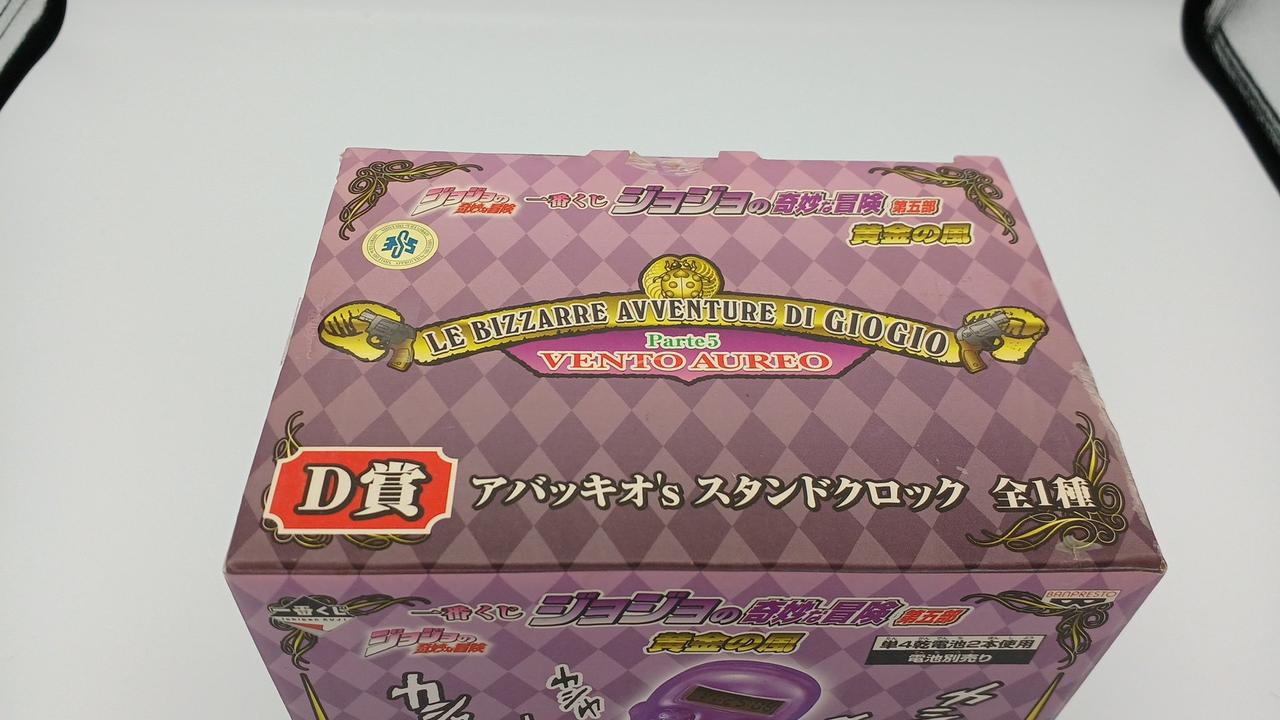 ジョジョの奇妙な冒険
一番くじ ジョジョの奇妙な冒険 第五部
黄金の風
LE BIZZARRE AVVENTURE DI GIOGIO
Parte5
VENTO AUREO
D賞 アバッキオ's スタンドクロック 全1種
一番くじ
一番くじ ジョジョの奇妙な冒険 第五部
BANPRESTO
ジョジョの奇妙な冒険
黄金の風
単4乾電池2本使用
電池別売り